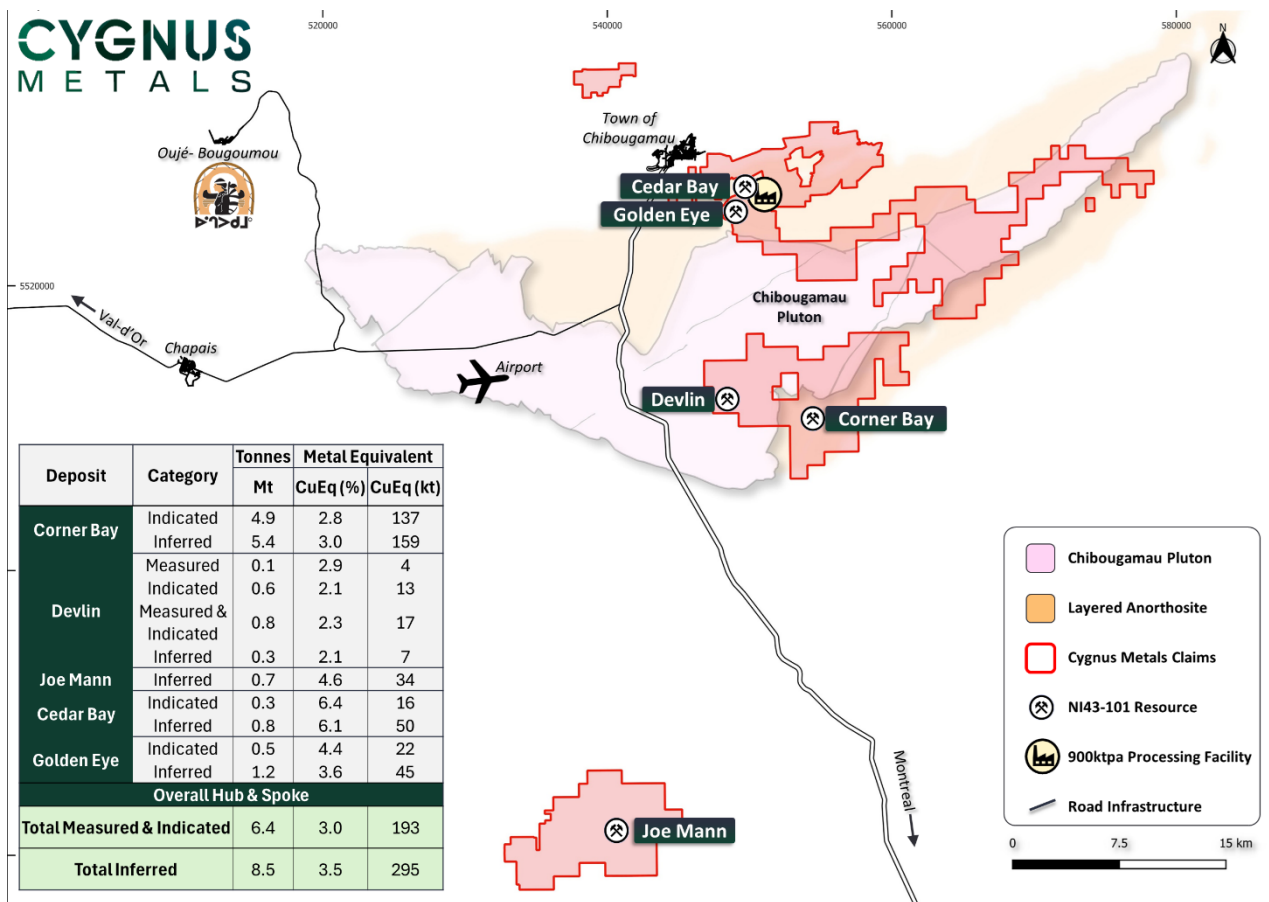 CYGNUS
METALS
520000
540000
560000
580000
N
Oujé- Bougoumou
ᐅᒉᐳᑯᒧ
Town of
Chibougamau
Cedar Bay
Golden Eye
5520000
Val-d'Or
Chapais
Airport
Chibougamau
Pluton
Devlin
Corner Bay
Deposit Category Tonnes Metal Equivalent
Mt CuEq (%) CuEq (kt)
Corner Bay Indicated 4.9 2.8 137
Inferred 5.4 3.0 159
Devlin Measured 0.1 2.9 4
Indicated 0.6 2.1 13
Measured &
Indicated 0.8 2.3 17
Inferred 0.3 2.1 7
Joe Mann Inferred 0.7 4.6 34
Cedar Bay Indicated 0.3 6.4 16
Inferred 0.8 6.1 50
Golden Eye Indicated 0.5 4.4 22
Inferred 1.2 3.6 45
Overall Hub & Spoke
Total Measured & Indicated 6.4 3.0 193
Total Inferred 8.5 3.5 295
Joe Mann
Montreal
Chibougamau Pluton
Layered Anorthosite
Cygnus Metals Claims
NI43-101 Resource
900ktpa Processing Facility
Road Infrastructure
0 7.5 15 km